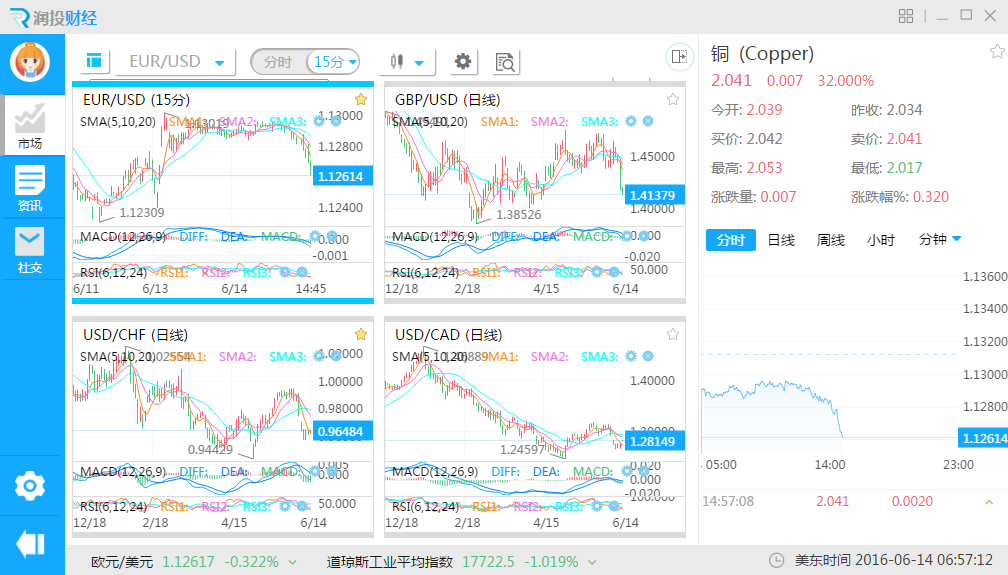 润投财经
市场
资讯
社交
EUR/USD
分时
15分
EUR/USD (15分)
SMA(5,10,20)
SMA1:
SMA2:
SMA3:
1.13019
1.13000
1.12800
1.12614
1.12400
1.12309
MACD(12,26,9)
DIFF:
DEA:
MACD:
0.000
-0.001
RSI(6,12,24)
RSI1:
RSI2:
RSI3:
6/11
6/13
6/14
14:45
GBP/USD (日线)
SMA(5,10,20)
SMA1:
SMA2:
SMA3:
1.45000
1.41379
1.40000
1.38526
MACD(12,26,9)
DIFF:
DEA:
MACD:
0.000
-0.020
RSI(6,12,24)
RSI1:
RSI2:
RSI3:
50.000
12/18
2/18
4/15
6/14
USD/CHF (日线)
SMA(5,10,20)
SMA1:
SMA2:
SMA3:
1.02000
1.00000
0.98000
0.96484
0.94429
MACD(12,26,9)
DIFF:
DEA:
MACD:
0.005
0.000
RSI(6,12,24)
RSI1:
RSI2:
RSI3:
50.000
12/18
2/18
4/15
6/14
USD/CAD (日线)
SMA(5,10,20)
SMA1:
SMA2:
SMA3:
1.40000
1.28149
1.24597
MACD(12,26,9)
DIFF:
DEA:
MACD:
0.020
0.000
-0.020
RSI(6,12,24)
RSI1:
RSI2:
RSI3:
50.000
12/18
2/18
4/15
6/14
铜 (Copper)
2.041 0.007 32.000%
今开: 2.039 昨收: 2.034
买价: 2.042 卖价: 2.041
最高: 2.053 最低: 2.017
涨跌量: 0.007 涨跌幅%: 0.320
分时 日线 周线 小时 分钟
1.13600
1.13400
1.13200
1.13000
1.12800
1.12614
05:00 14:00 23:00
14:57:08 2.041 0.0020
欧元/美元 1.12617 -0.322% 道琼斯工业平均指数 17722.5 -1.019% 美东时间 2016-06-14 06:57:12